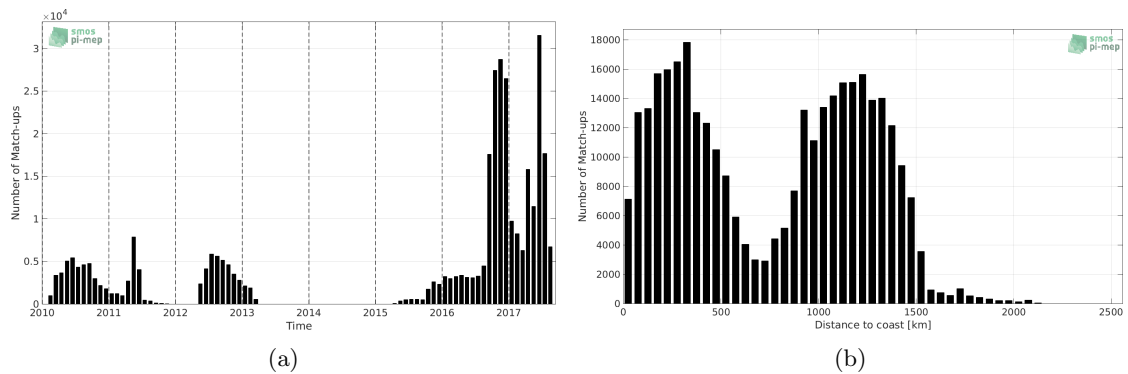 ×10⁴
smos
pi-mep
3
2.5
2
1.5
1
0.5
0
Number of Match-ups
2010 2011 2012 2013 2014 2015 2016 2017
Time
(a)
smos
pi-mep
18000
16000
14000
12000
10000
8000
6000
4000
2000
0
Number of Match-ups
0 500 1000 1500 2000 2500
Distance to coast [km]
(b)